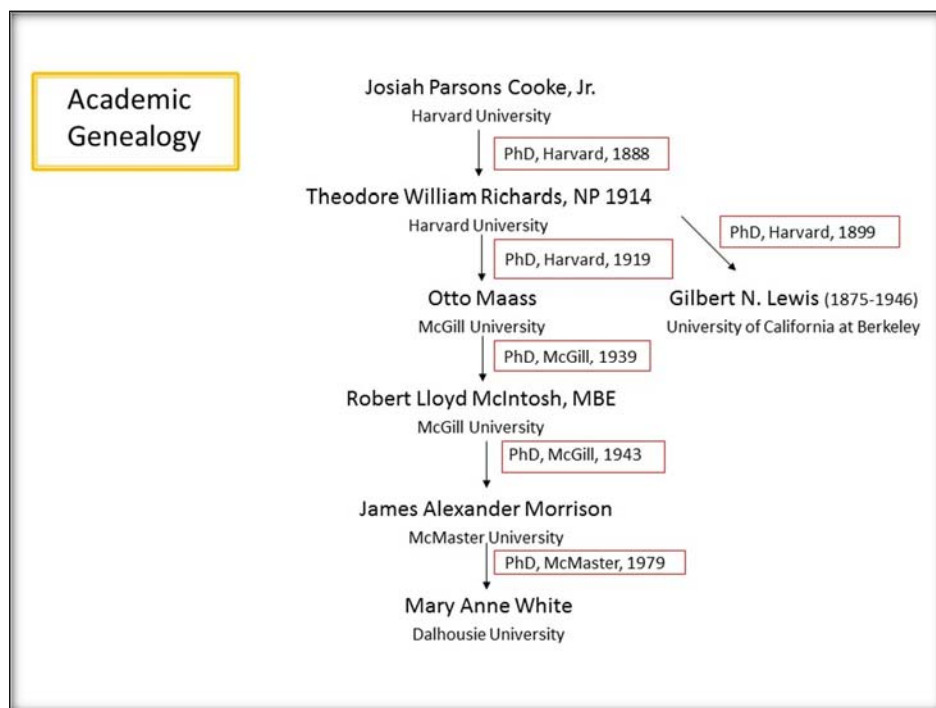 Academic
Genealogy
Josiah Parsons Cooke, Jr.
Harvard University
PhD, Harvard, 1888
Theodore William Richards, NP 1914
Harvard University
PhD, Harvard, 1899
PhD, Harvard, 1919
Otto Maass
McGill University
Gilbert N. Lewis (1875-1946)
University of California at Berkeley
PhD, McGill, 1939
Robert Lloyd McIntosh, MBE
McGill University
PhD, McGill, 1943
James Alexander Morrison
McMaster University
PhD, McMaster, 1979
Mary Anne White
Dalhousie University